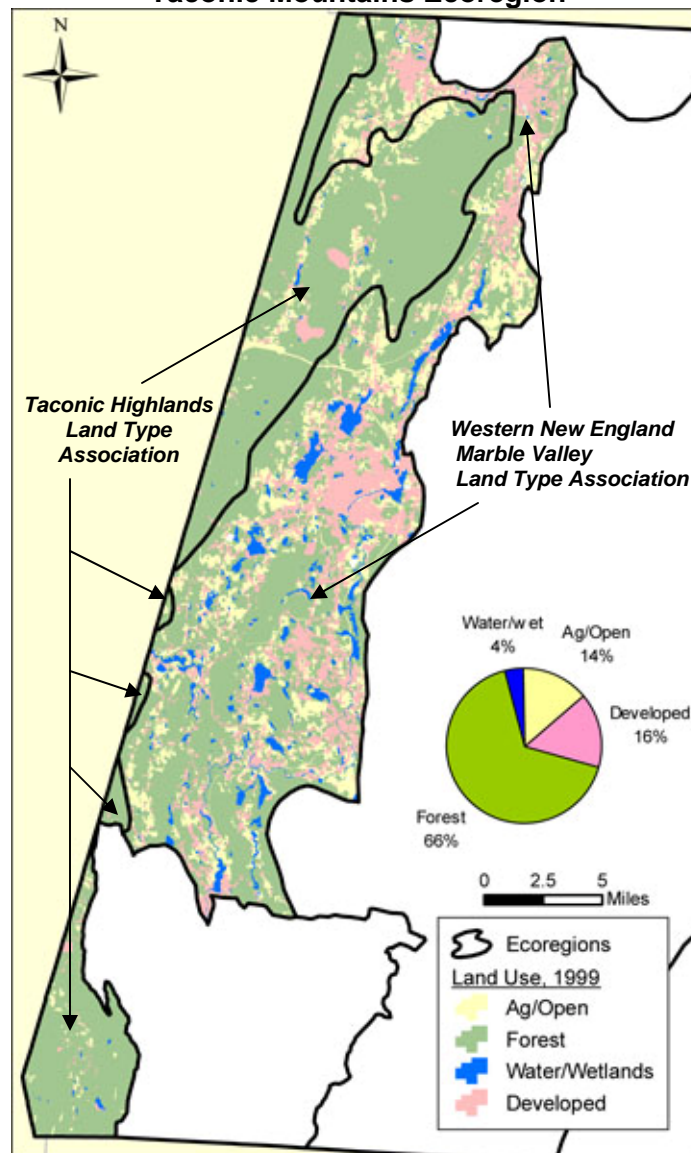 Taconic Mountains Ecoregion
N
Taconic Highlands
Land Type
Association
Western New England
Marble Valley
Land Type Association
Water/wet
4%
Ag/Open
14%
Developed
16%
Forest
66%
0 2.5 5
Miles
Ecoregions
Land Use, 1999
Ag/Open
Forest
Water/Wetlands
Developed